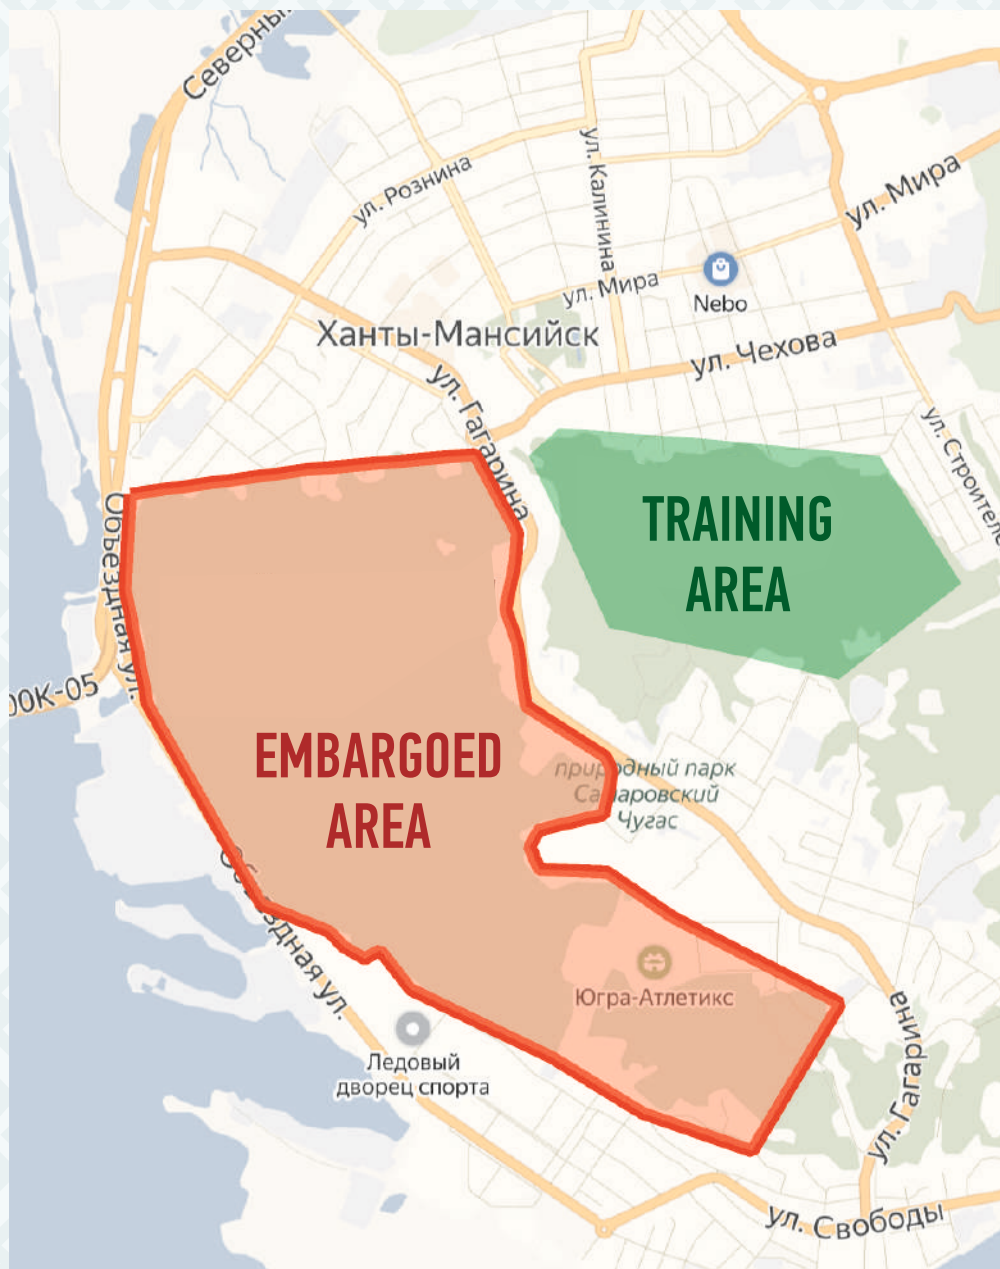 Северны
ул. Рознина
ул. Калинина
ул. Мира
ул. Мира
Nebo
Ханты-Мансийск
ул. Чехова
ул. Гагарина
ул. Строителе
Объездная ул.
TRAINING
AREA
00К-05
EMBARGOED
AREA
природный парк
Самаровский
Чугас
Объездная ул.
Югра-Атлетикс
Ледовый
дворец спорта
ул. Гагарина
ул. Свободы